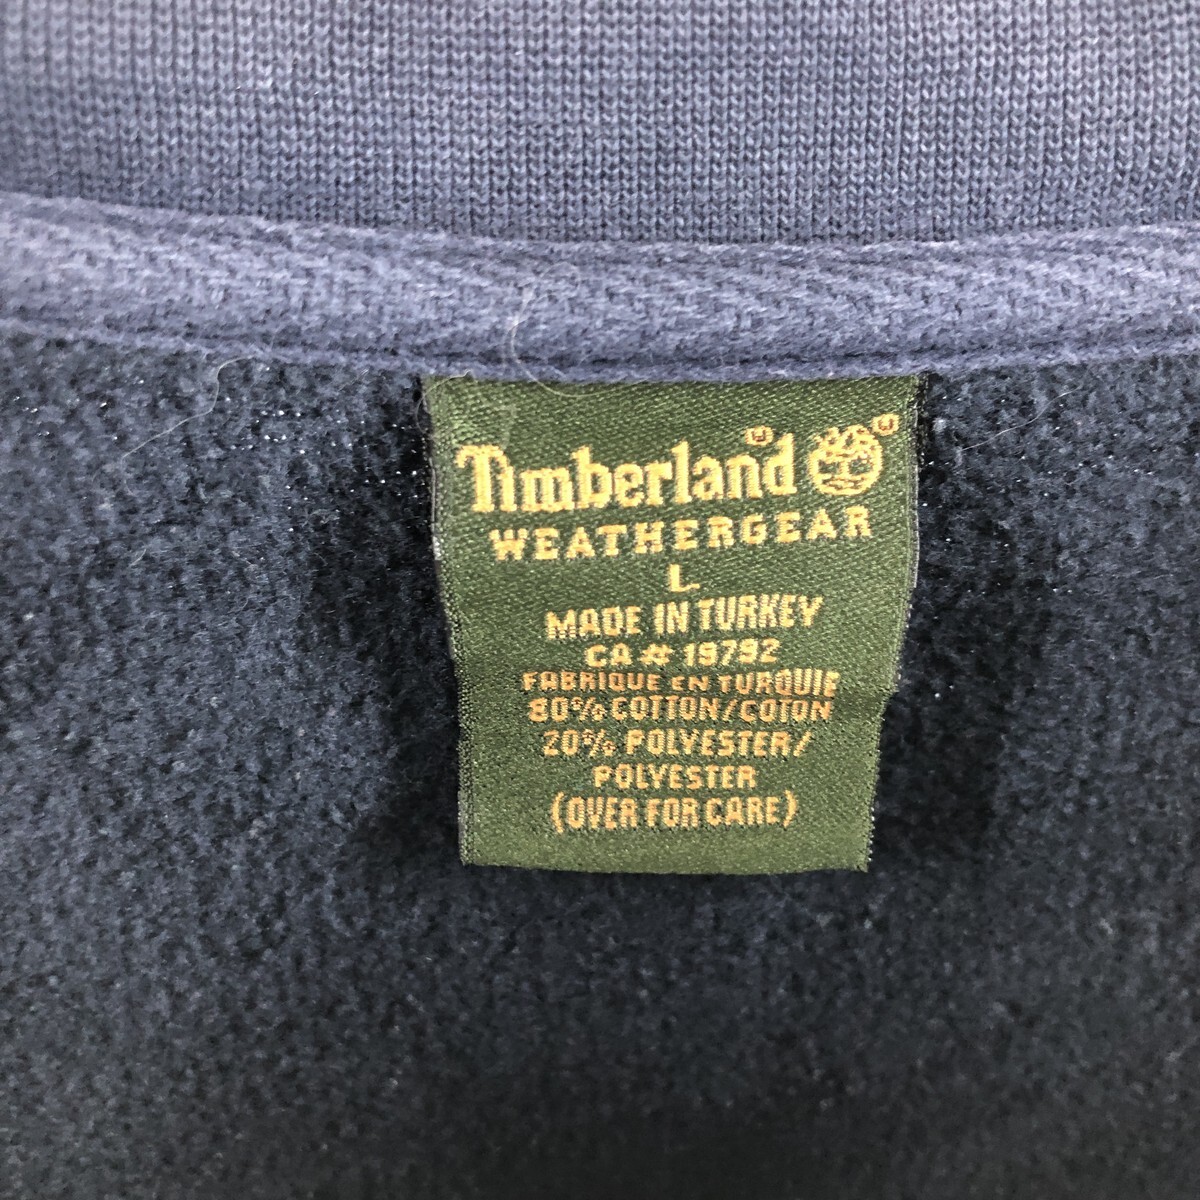 Timberland
WEATHERGEAR
L
MADE IN TURKEY
CA # 19792
FABRIQUE EN TURQUIE
80% COTTON/COTON
20% POLYESTER/
POLYESTER
(OVER FOR CARE)